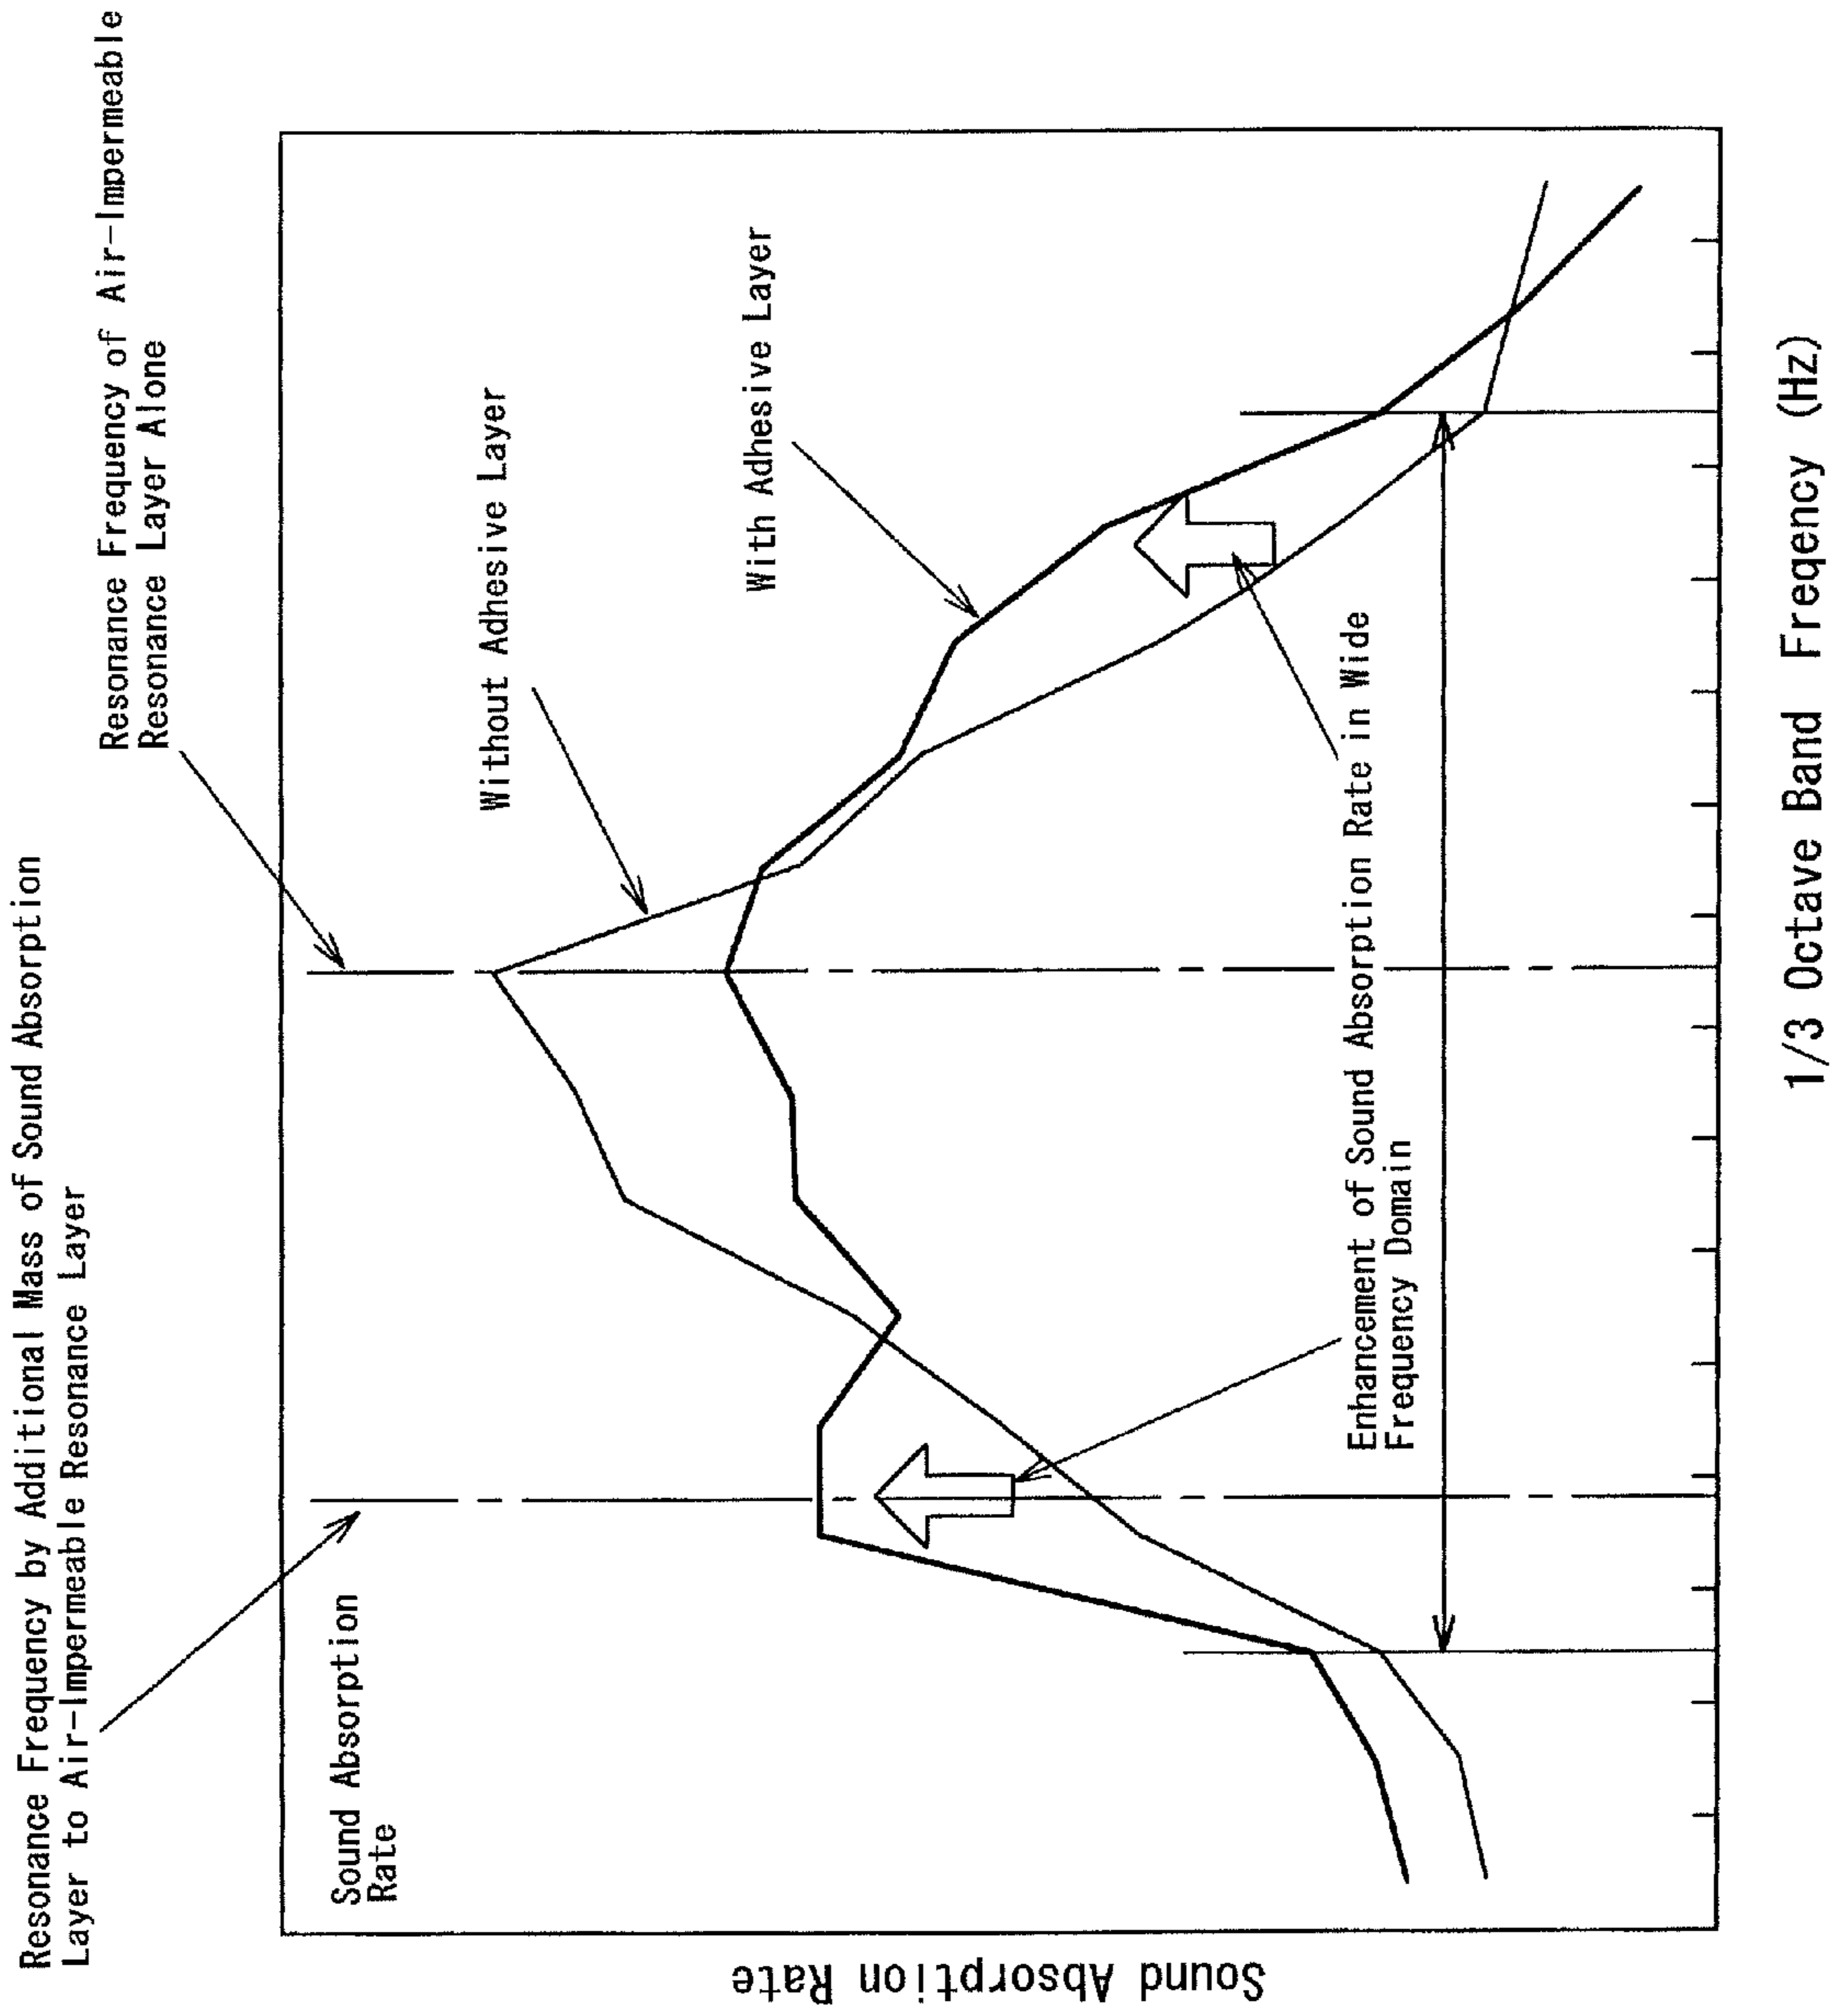 Resonance Frequency by Additional Mass of Sound Absorption
Layer to Air-Impermeable Resonance Layer
Resonance Frequency of Air-Impermeable
Resonance Layer Alone
Sound Absorption
Rate
Without Adhesive Layer
With Adhesive Layer
Enhancement of Sound Absorption Rate in Wide
Frequency Domain
Sound Absorption Rate
1/3 Octave Band Freqency (Hz)